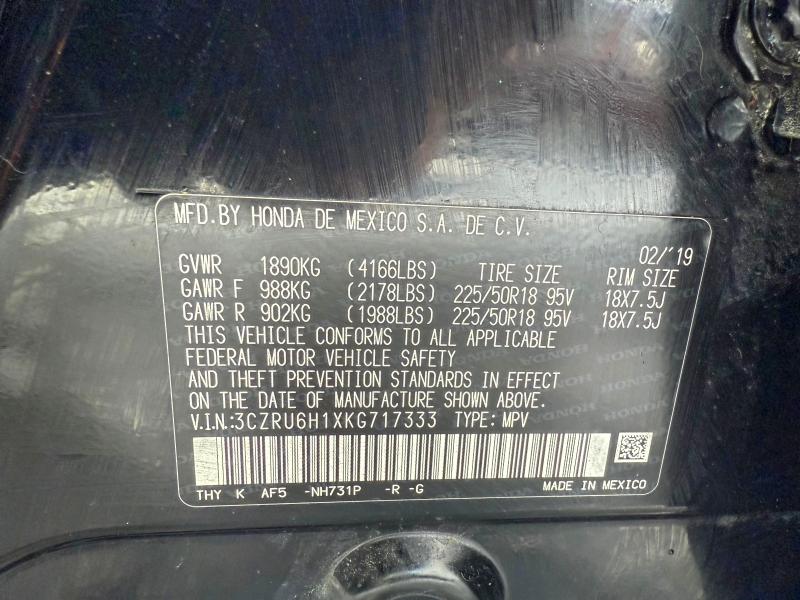 MFD.BY HONDA DE MEXICO S.A. DE C.V.
02/'19
GVWR 1890KG (4166LBS) TIRE SIZE RIM SIZE
GAWR F 988KG (2178LBS) 225/50R18 95V 18X7.5J
GAWR R 902KG (1988LBS) 225/50R18 95V 18X7.5J
THIS VEHICLE CONFORMS TO ALL APPLICABLE
FEDERAL MOTOR VEHICLE SAFETY
AND THEFT PREVENTION STANDARDS IN EFFECT
ON THE DATE OF MANUFACTURE SHOWN ABOVE.
V.I.N.:3CZRU6H1XKG717333 TYPE: MPV
THY K AF5 -NH731P -R -G MADE IN MEXICO